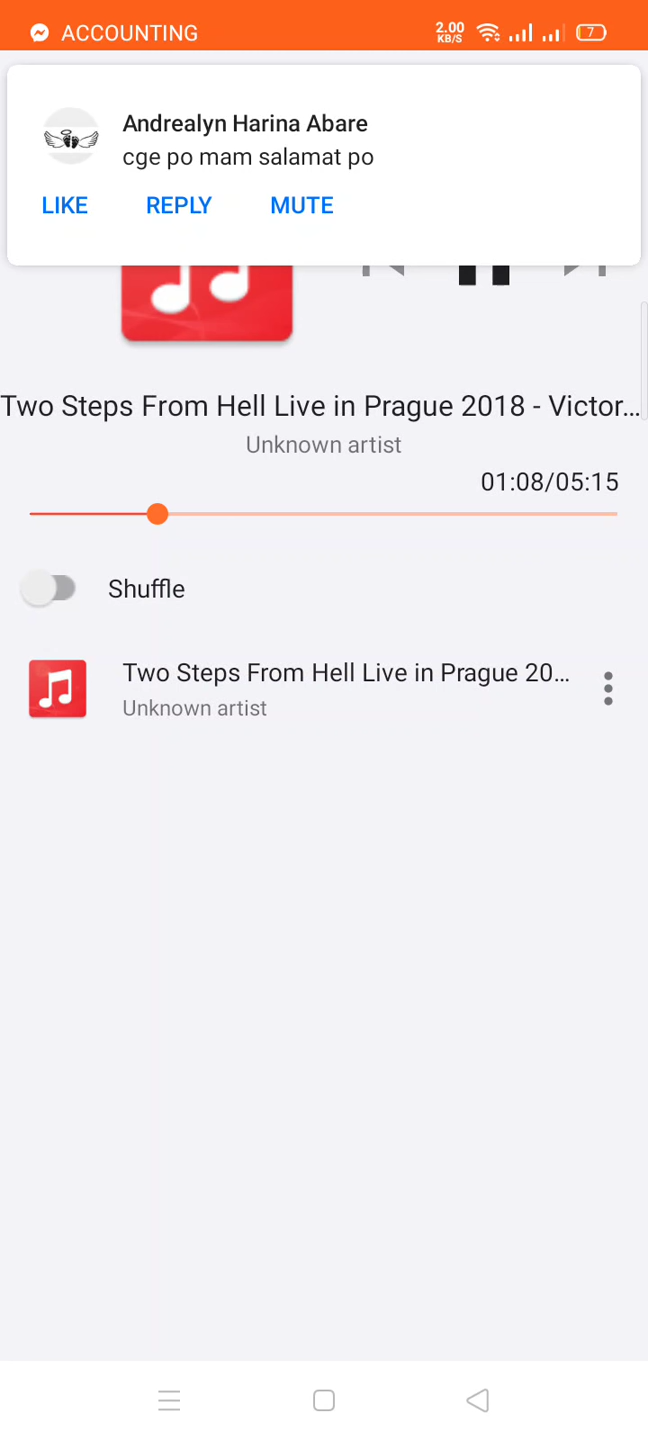 ACCOUNTING
2.00
KB/S
7
Andrealyn Harina Abare
cge po mam salamat po
LIKE REPLY MUTE
Two Steps From Hell Live in Prague 2018 - Victor...
Unknown artist
01:08/05:15
Shuffle
Two Steps From Hell Live in Prague 20...
Unknown artist